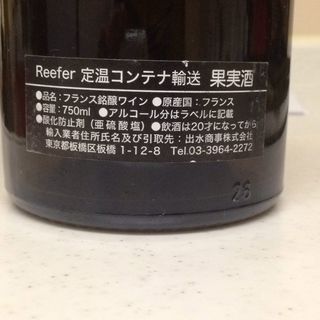 Reefer 定温コンテナ輸送 果実酒
●品名：フランス銘醸ワイン ●原産国：フランス
●容量：750ml ●アルコール分はラベルに記載
●酸化防止剤（亜硫酸塩）●飲酒は20才になってから
輸入業者住所氏名及び引取先：出水商事株式会社
東京都板橋区板橋 1-12-8 Tel.03-3964-2272
26